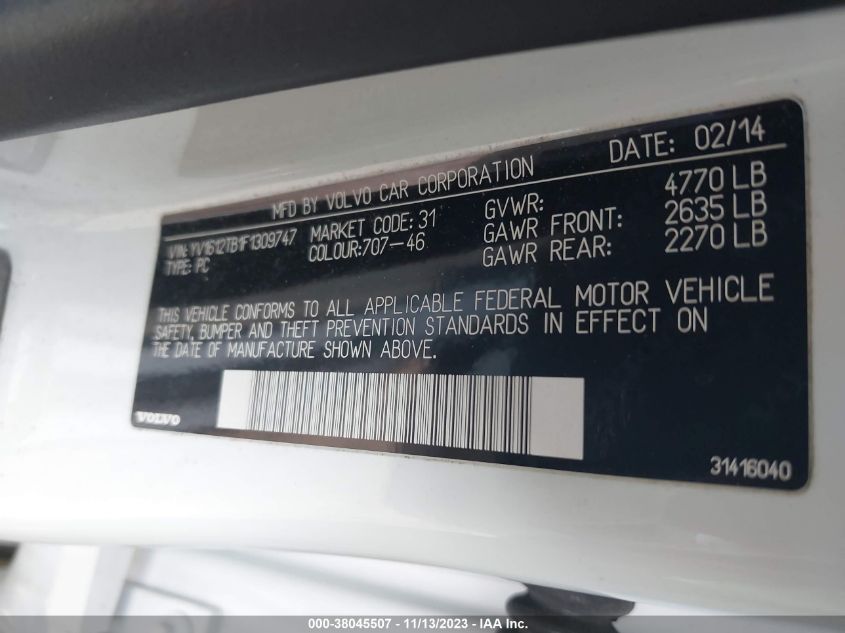 MFD BY VOLVO CAR CORPORATION DATE: 02/14
VIN: YV1612TB1F1309747 MARKET CODE: 31 GVWR: 4770 LB
TYPE: PC COLOUR:707-46 GAWR FRONT: 2635 LB
GAWR REAR: 2270 LB
THIS VEHICLE CONFORMS TO ALL APPLICABLE FEDERAL MOTOR VEHICLE
SAFETY, BUMPER AND THEFT PREVENTION STANDARDS IN EFFECT ON
THE DATE OF MANUFACTURE SHOWN ABOVE.
VOLVO
31416040
000-38045507 - 11/13/2023 - IAA Inc.